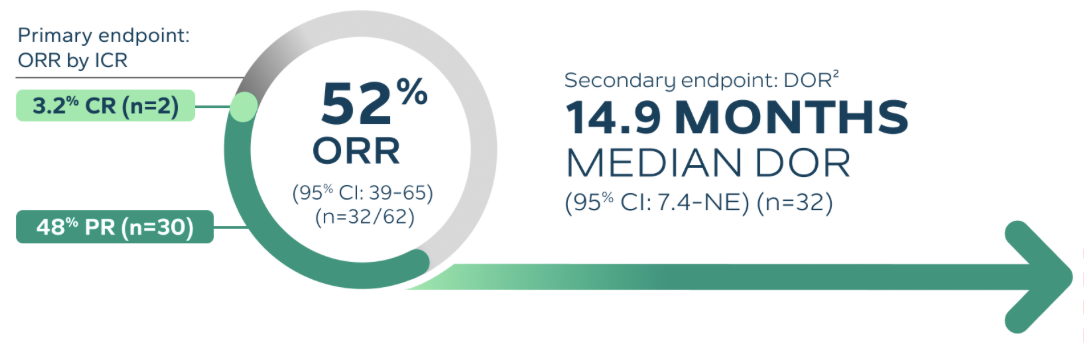 Primary endpoint:
ORR by ICR
3.2% CR (n=2)
48% PR (n=30)
52%
ORR
(95% CI: 39-65)
(n=32/62)
Secondary endpoint: DOR²
14.9 MONTHS
MEDIAN DOR
(95% CI: 7.4-NE) (n=32)